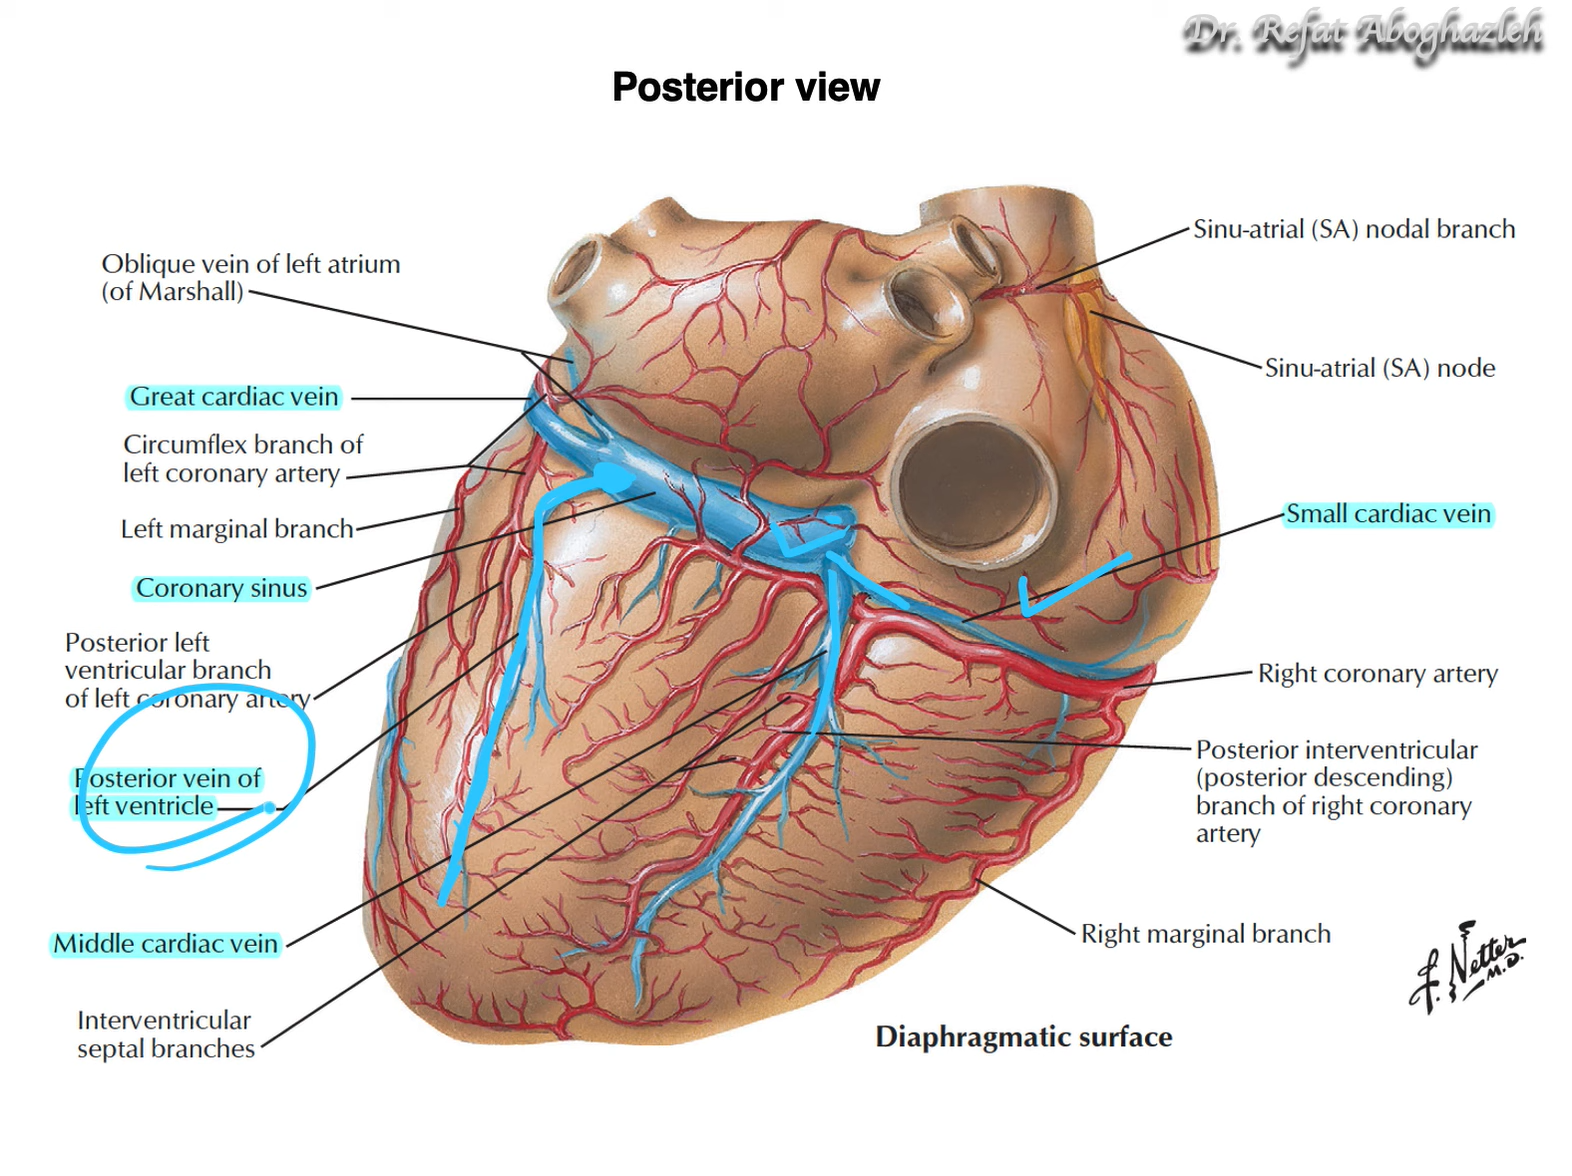 Dr. Refat Aboghazleh
Posterior view
Oblique vein of left atrium
(of Marshall)
Great cardiac vein
Circumflex branch of
left coronary artery
Left marginal branch
Coronary sinus
Posterior left
ventricular branch
of left coronary artery
Posterior vein of
left ventricle
Middle cardiac vein
Interventricular
septal branches
Sinu-atrial (SA) nodal branch
Sinu-atrial (SA) node
Small cardiac vein
Right coronary artery
Posterior interventricular
(posterior descending)
branch of right coronary
artery
Right marginal branch
Diaphragmatic surface
F. Netter
M.D.